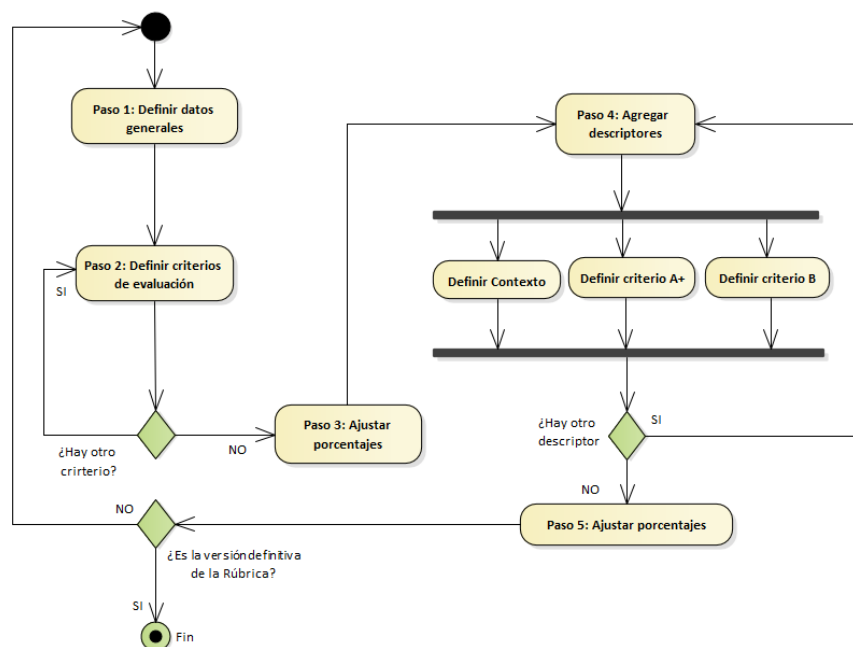 Paso 1: Definir datos
generales
Paso 2: Definir criterios
de evaluación
SI
¿Hay otro
crirterio?
NO
Paso 3: Ajustar
porcentajes
Paso 4: Agregar
descriptores
Definir Contexto
Definir criterio A+
Definir criterio B
¿Hay otro
descriptor
SI
NO
Paso 5: Ajustar porcentajes
NO
¿Es la versión definitiva
de la Rúbrica?
SI
Fin